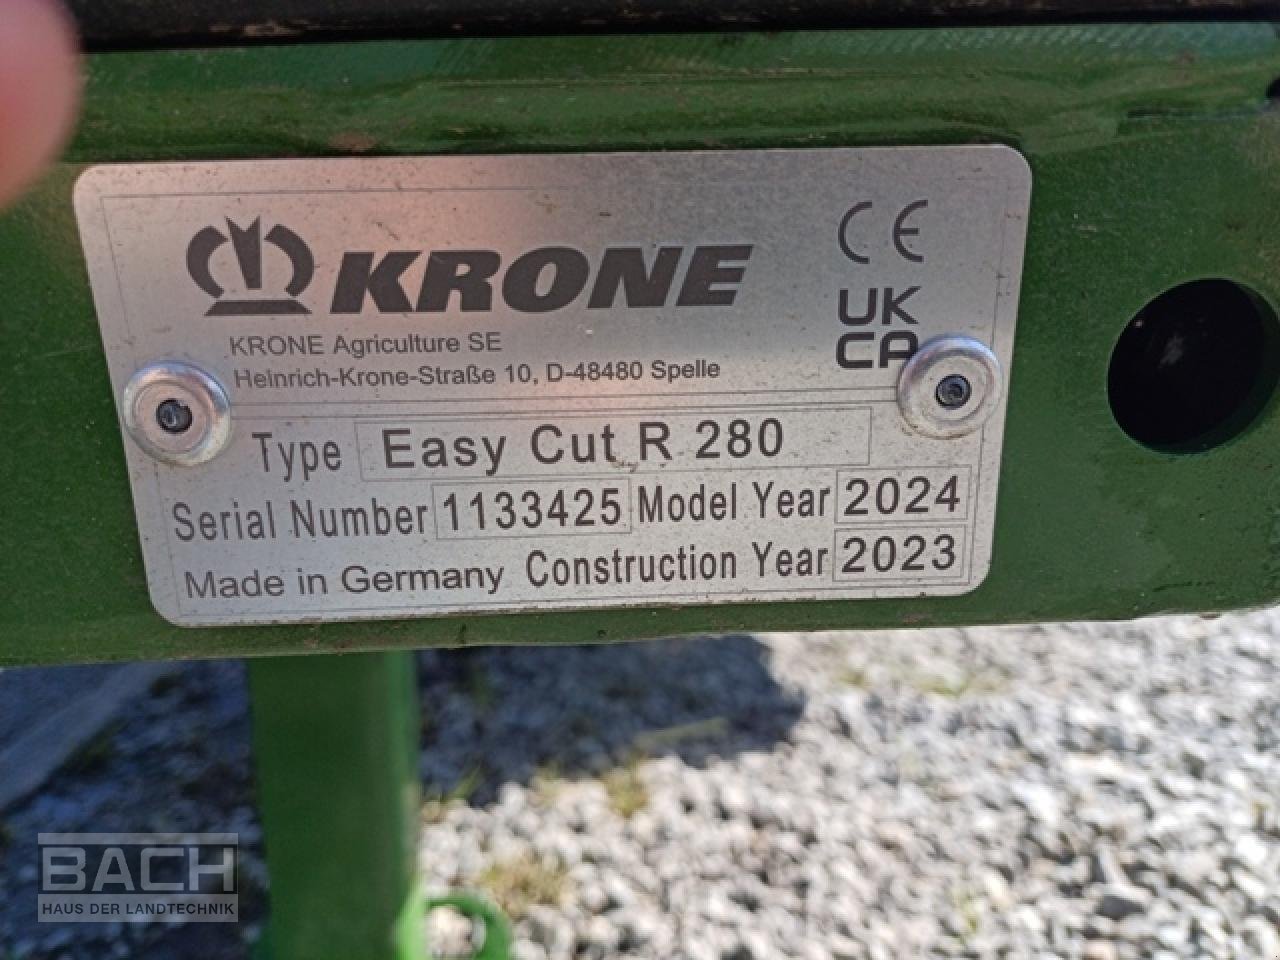 KRONE
CE
KRONE Agriculture SE
UK
CA
Heinrich-Krone-Straße 10, D-48480 Spelle
Type Easy Cut R 280
Serial Number 1133425 Model Year 2024
Made in Germany Construction Year 2023
BACH
HAUS DER LANDTECHNIK